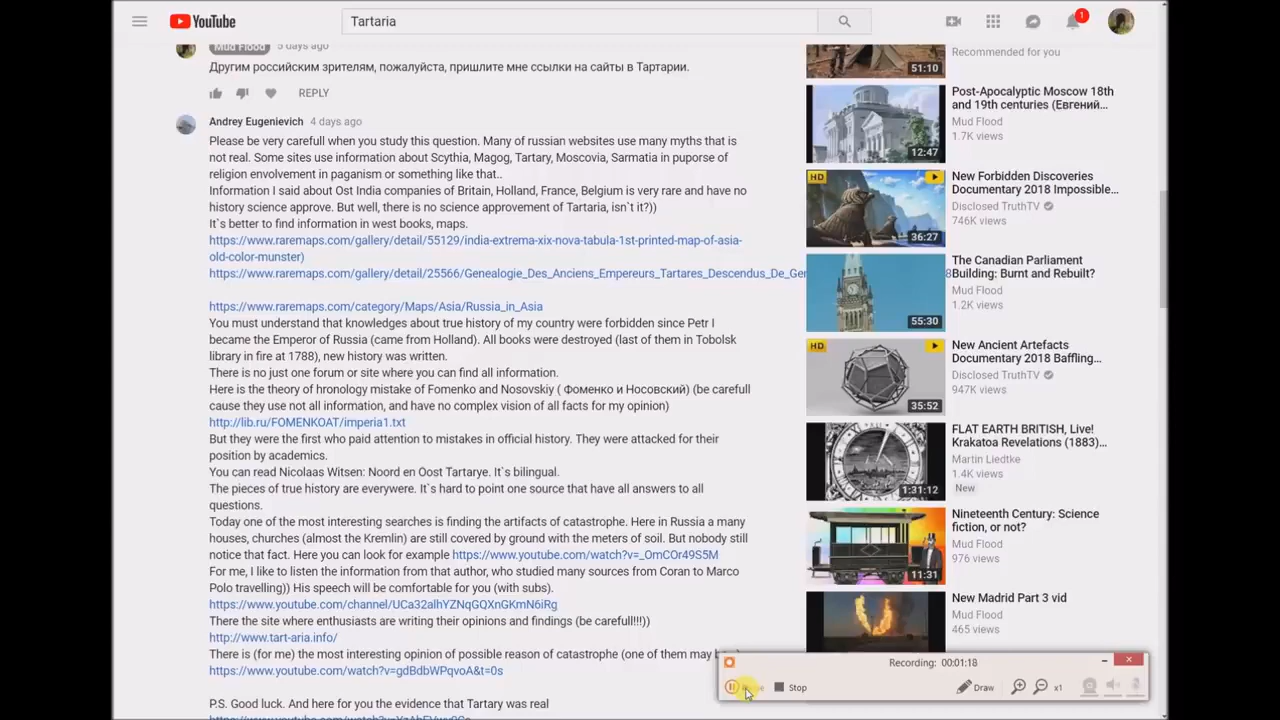 YouTube
Tartaria
1
Mud Flood 5 days ago
Другим российским зрителям, пожалуйста, пришлите мне ссылки на сайты в Тартарии.
REPLY
Andrey Eugenievich 4 days ago
Please be very carefull when you study this question. Many of russian websites use many myths that is
not real. Some sites use information about Scythia, Magog, Tartary, Moscovia, Sarmatia in puporse of
religion envolvement in paganism or something like that..
Information I said about Ost India companies of Britain, Holland, France, Belgium is very rare and have no
history science approve. But well, there is no science approvement of Tartaria, isn`t it?))
It`s better to find information in west books, maps.
https://www.raremaps.com/gallery/detail/55129/india-extrema-xix-nova-tabula-1st-printed-map-of-asia-
old-color-munster)
https://www.raremaps.com/gallery/detail/25566/Genealogie_Des_Anciens_Empereurs_Tartares_Descendus_De_Gen
https://www.raremaps.com/category/Maps/Asia/Russia_in_Asia
You must understand that knowledges about true history of my country were forbidden since Petr I
became the Emperor of Russia (came from Holland). All books were destroyed (last of them in Tobolsk
library in fire at 1788), new history was written.
There is no just one forum or site where you can find all information.
Here is the theory of hronology mistake of Fomenko and Nosovskiy ( Фоменко и Носовский) (be carefull
cause they use not all information, and have no complex vision of all facts for my opinion)
http://lib.ru/FOMENKOAT/imperia1.txt
But they were the first who paid attention to mistakes in official history. They were attacked for their
position by academics.
You can read Nicolaas Witsen: Noord en Oost Tartarye. It`s bilingual.
The pieces of true history are everywere. It`s hard to point one source that have all answers to all
questions.
Today one of the most interesting searches is finding the artifacts of catastrophe. Here in Russia a many
houses, churches (almost the Kremlin) are still covered by ground with the meters of soil. But nobody still
notice that fact. Here you can look for example https://www.youtube.com/watch?v=_OmCOr49S5M
For me, I like to listen the information from that author, who studied many sources from Coran to Marco
Polo travelling)) His speech will be comfortable for you (with subs).
https://www.youtube.com/channel/UCa32alhYZNqGQXnGKmN6iRg
There the site where enthusiasts are writing their opinions and findings (be carefull!!!))
http://www.tart-aria.info/
There is (for me) the most interesting opinion of possible reason of catastrophe (one of them may
https://www.youtube.com/watch?v=gdBdbWPqvoA&t=0s
P.S. Good luck. And here for you the evidence that Tartary was real
Recommended for you
51:10
Post-Apocalyptic Moscow 18th
and 19th centuries (Евгений...
Mud Flood
1.7K views
12:47
HD
New Forbidden Discoveries
Documentary 2018 Impossible...
Disclosed TruthTV
746K views
36:27
The Canadian Parliament
Building: Burnt and Rebuilt?
Mud Flood
1.2K views
55:30
HD
New Ancient Artefacts
Documentary 2018 Baffling...
Disclosed TruthTV
947K views
35:52
FLAT EARTH BRITISH, Live!
Krakatoa Revelations (1883)...
Martin Liedtke
1.4K views
New
1:31:12
Nineteenth Century: Science
fiction, or not?
Mud Flood
976 views
11:31
New Madrid Part 3 vid
Mud Flood
465 views
Recording: 00:01:18
Stop
Draw
x1